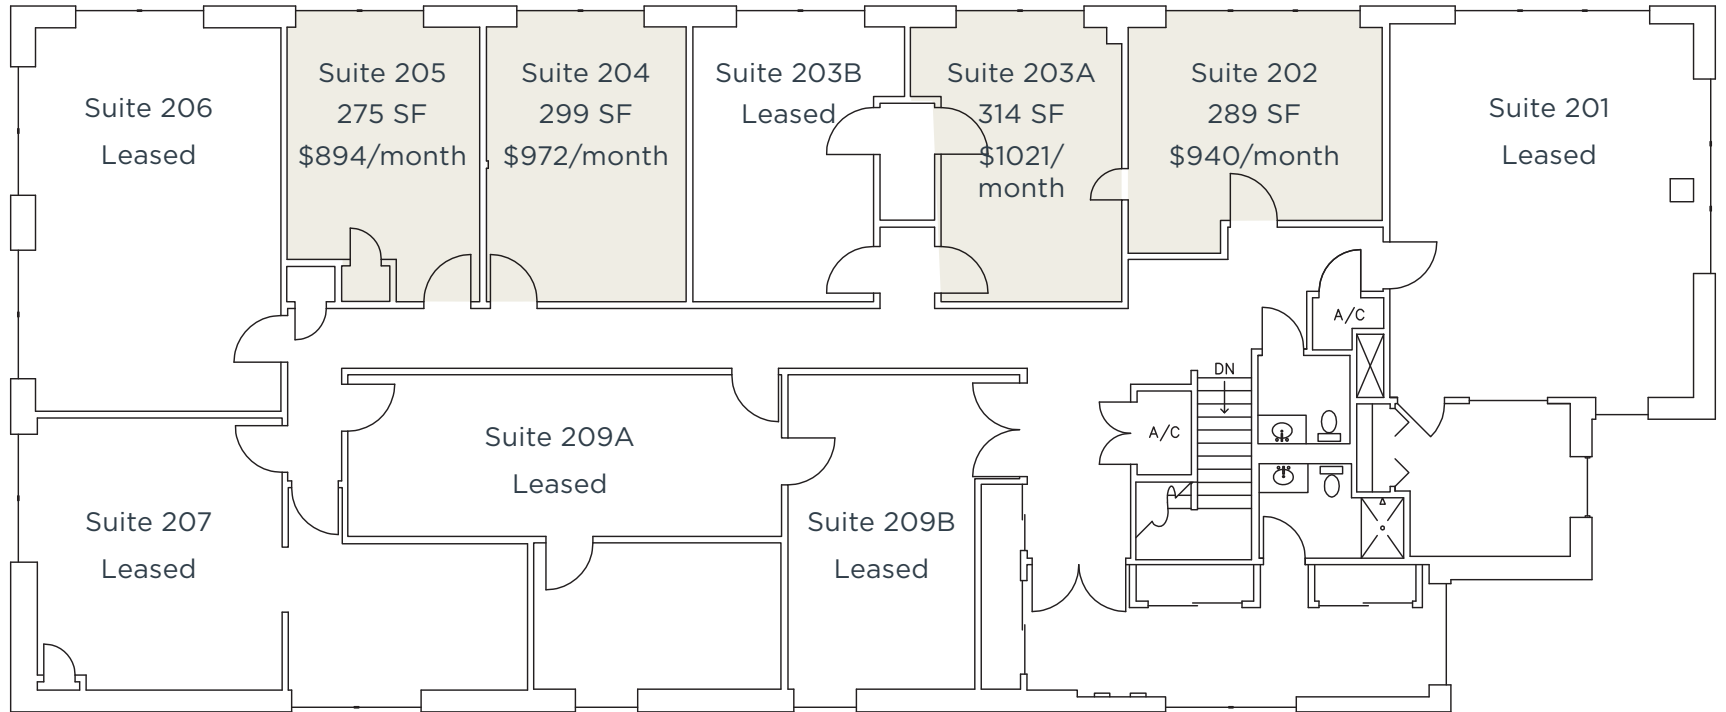 Suite 206
Leased
Suite 205
275 SF
$894/month
Suite 204
299 SF
$972/month
Suite 203B
Leased
Suite 203A
314 SF
$1021/
month
Suite 202
289 SF
$940/month
Suite 201
Leased
A/C
DN
A/C
Suite 209A
Leased
Suite 207
Leased
Suite 209B
Leased